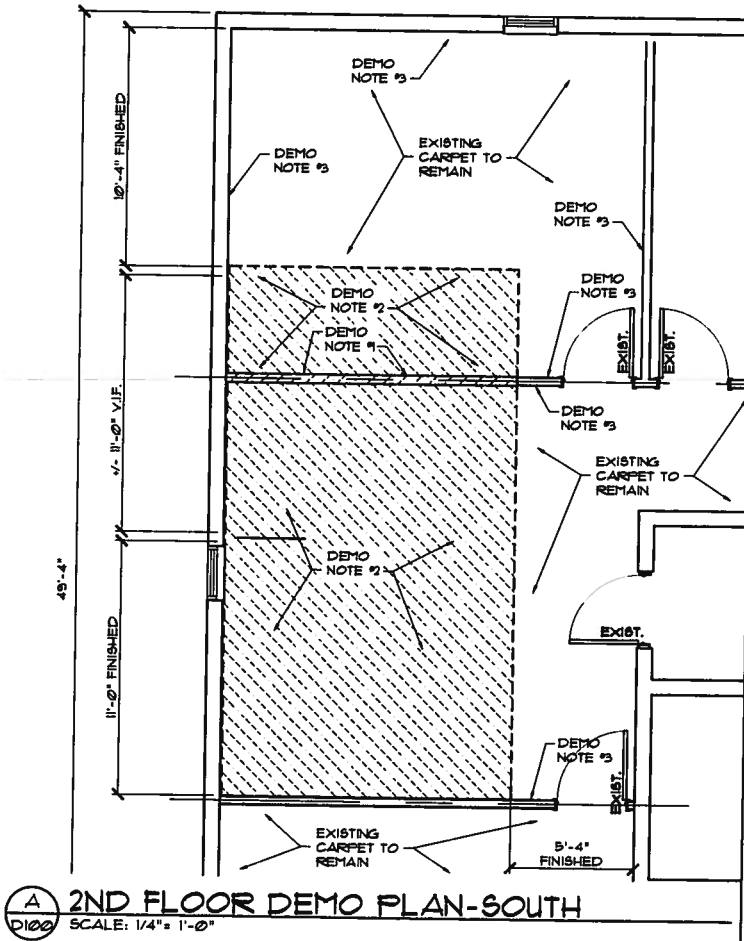 DEMO
NOTE #3
10'-4" FINISHED
DEMO
NOTE #3
EXISTING
CARPET TO
REMAIN
DEMO
NOTE #3
DEMO
NOTE #3
DEMO
NOTE #2
DEMO
NOTE #1
EXIST.
EXIST.
DEMO
NOTE #3
+/- 11'-0" V.I.F.
EXISTING
CARPET TO
REMAIN
49'-4"
DEMO
NOTE #2
EXIST.
11'-0" FINISHED
DEMO
NOTE #3
EXIST.
EXISTING
CARPET TO
REMAIN
5'-4"
FINISHED
A
D100
2ND FLOOR DEMO PLAN-SOUTH
SCALE: 1/4" = 1'-0"